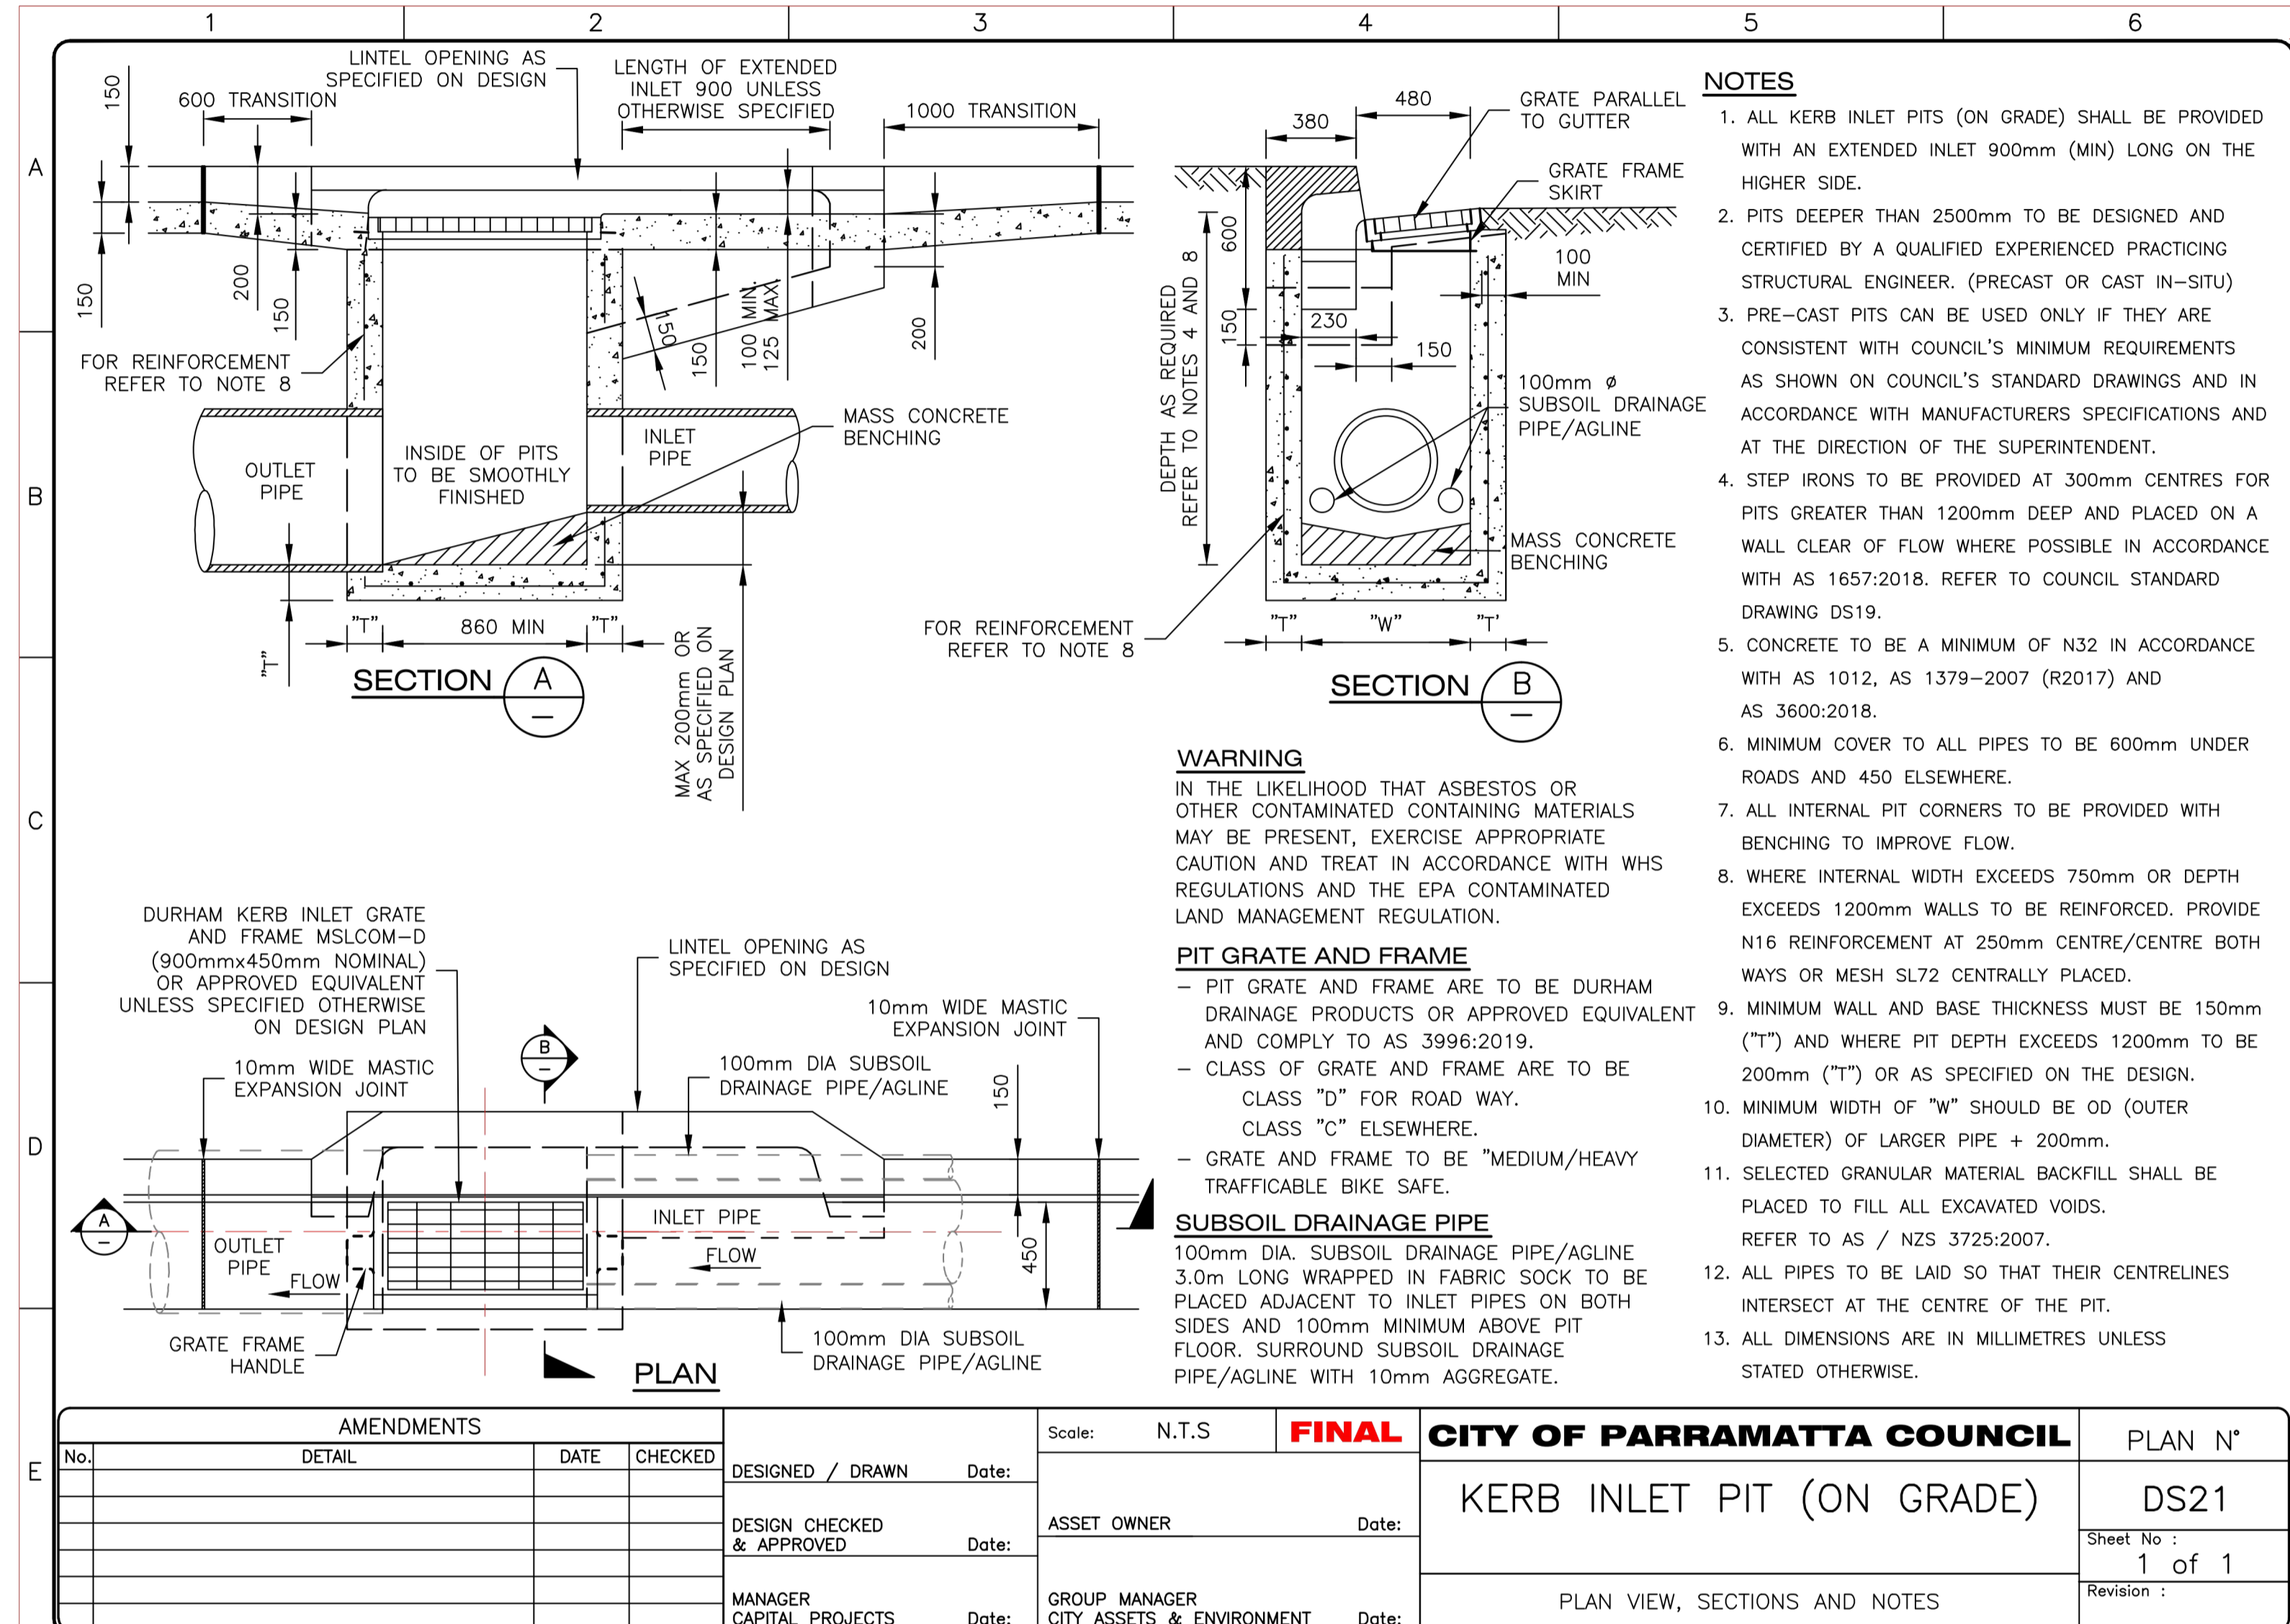 1
2
3
4
5
6
A
B
C
D
E
150
600 TRANSITION
LINTEL OPENING AS
SPECIFIED ON DESIGN
LENGTH OF EXTENDED
INLET 900 UNLESS
OTHERWISE SPECIFIED
1000 TRANSITION
150
200
150
150
150
100 MIN.
125 MAX
200
FOR REINFORCEMENT
REFER TO NOTE 8
MASS CONCRETE
BENCHING
INLET
PIPE
OUTLET
PIPE
INSIDE OF PITS
TO BE SMOOTHLY
FINISHED
"T"
"T"
860 MIN
"T"
MAX 200mm OR
AS SPECIFIED ON
DESIGN PLAN
SECTION
A
–
480
380
GRATE PARALLEL
TO GUTTER
GRATE FRAME
SKIRT
600
150
DEPTH AS REQUIRED
REFER TO NOTES 4 AND 8
100
MIN
230
150
100mm Ø
SUBSOIL DRAINAGE
PIPE/AGLINE
MASS CONCRETE
BENCHING
FOR REINFORCEMENT
REFER TO NOTE 8
"T"
"W"
"T'
SECTION
B
–
DURHAM KERB INLET GRATE
AND FRAME MSLCOM-D
(900mmx450mm NOMINAL)
OR APPROVED EQUIVALENT
UNLESS SPECIFIED OTHERWISE
ON DESIGN PLAN
10mm WIDE MASTIC
EXPANSION JOINT
B
–
LINTEL OPENING AS
SPECIFIED ON DESIGN
10mm WIDE MASTIC
EXPANSION JOINT
100mm DIA SUBSOIL
DRAINAGE PIPE/AGLINE
150
A
–
OUTLET
PIPE
FLOW
INLET PIPE
FLOW
450
GRATE FRAME
HANDLE
100mm DIA SUBSOIL
DRAINAGE PIPE/AGLINE
PLAN
WARNING
IN THE LIKELIHOOD THAT ASBESTOS OR
OTHER CONTAMINATED CONTAINING MATERIALS
MAY BE PRESENT, EXERCISE APPROPRIATE
CAUTION AND TREAT IN ACCORDANCE WITH WHS
REGULATIONS AND THE EPA CONTAMINATED
LAND MANAGEMENT REGULATION.
PIT GRATE AND FRAME
– PIT GRATE AND FRAME ARE TO BE DURHAM
DRAINAGE PRODUCTS OR APPROVED EQUIVALENT
AND COMPLY TO AS 3996:2019.
– CLASS OF GRATE AND FRAME ARE TO BE
CLASS "D" FOR ROAD WAY.
CLASS "C" ELSEWHERE.
– GRATE AND FRAME TO BE "MEDIUM/HEAVY
TRAFFICABLE BIKE SAFE.
SUBSOIL DRAINAGE PIPE
100mm DIA. SUBSOIL DRAINAGE PIPE/AGLINE
3.0m LONG WRAPPED IN FABRIC SOCK TO BE
PLACED ADJACENT TO INLET PIPES ON BOTH
SIDES AND 100mm MINIMUM ABOVE PIT
FLOOR. SURROUND SUBSOIL DRAINAGE
PIPE/AGLINE WITH 10mm AGGREGATE.
NOTES
1. ALL KERB INLET PITS (ON GRADE) SHALL BE PROVIDED
WITH AN EXTENDED INLET 900mm (MIN) LONG ON THE
HIGHER SIDE.
2. PITS DEEPER THAN 2500mm TO BE DESIGNED AND
CERTIFIED BY A QUALIFIED EXPERIENCED PRACTICING
STRUCTURAL ENGINEER. (PRECAST OR CAST IN-SITU)
3. PRE-CAST PITS CAN BE USED ONLY IF THEY ARE
CONSISTENT WITH COUNCIL'S MINIMUM REQUIREMENTS
AS SHOWN ON COUNCIL'S STANDARD DRAWINGS AND IN
ACCORDANCE WITH MANUFACTURERS SPECIFICATIONS AND
AT THE DIRECTION OF THE SUPERINTENDENT.
4. STEP IRONS TO BE PROVIDED AT 300mm CENTRES FOR
PITS GREATER THAN 1200mm DEEP AND PLACED ON A
WALL CLEAR OF FLOW WHERE POSSIBLE IN ACCORDANCE
WITH AS 1657:2018. REFER TO COUNCIL STANDARD
DRAWING DS19.
5. CONCRETE TO BE A MINIMUM OF N32 IN ACCORDANCE
WITH AS 1012, AS 1379-2007 (R2017) AND
AS 3600:2018.
6. MINIMUM COVER TO ALL PIPES TO BE 600mm UNDER
ROADS AND 450 ELSEWHERE.
7. ALL INTERNAL PIT CORNERS TO BE PROVIDED WITH
BENCHING TO IMPROVE FLOW.
8. WHERE INTERNAL WIDTH EXCEEDS 750mm OR DEPTH
EXCEEDS 1200mm WALLS TO BE REINFORCED. PROVIDE
N16 REINFORCEMENT AT 250mm CENTRE/CENTRE BOTH
WAYS OR MESH SL72 CENTRALLY PLACED.
9. MINIMUM WALL AND BASE THICKNESS MUST BE 150mm
("T") AND WHERE PIT DEPTH EXCEEDS 1200mm TO BE
200mm ("T") OR AS SPECIFIED ON THE DESIGN.
10. MINIMUM WIDTH OF "W" SHOULD BE OD (OUTER
DIAMETER) OF LARGER PIPE + 200mm.
11. SELECTED GRANULAR MATERIAL BACKFILL SHALL BE
PLACED TO FILL ALL EXCAVATED VOIDS.
REFER TO AS / NZS 3725:2007.
12. ALL PIPES TO BE LAID SO THAT THEIR CENTRELINES
INTERSECT AT THE CENTRE OF THE PIT.
13. ALL DIMENSIONS ARE IN MILLIMETRES UNLESS
STATED OTHERWISE.
AMENDMENTS
No. DETAIL DATE CHECKED
DESIGNED / DRAWN Date:
DESIGN CHECKED
& APPROVED Date:
MANAGER
CAPITAL PROJECTS Date:
Scale: N.T.S FINAL
ASSET OWNER Date:
GROUP MANAGER
CITY ASSETS & ENVIRONMENT Date:
CITY OF PARRAMATTA COUNCIL
KERB INLET PIT (ON GRADE)
PLAN VIEW, SECTIONS AND NOTES
PLAN N°
DS21
Sheet No :
1 of 1
Revision :